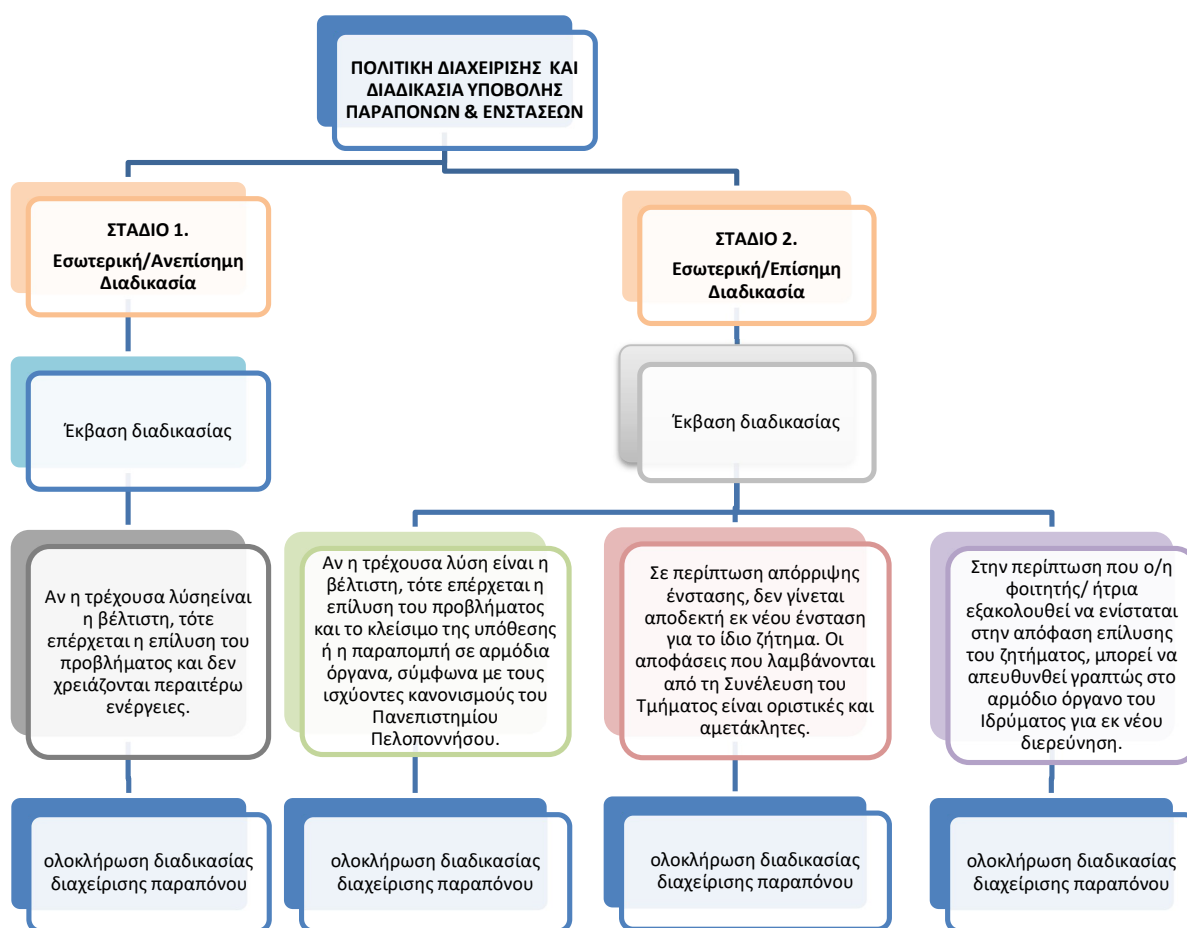 ΠΟΛΙΤΙΚΗ ΔΙΑΧΕΙΡΙΣΗΣ ΚΑΙ
ΔΙΑΔΙΚΑΣΙΑ ΥΠΟΒΟΛΗΣ
ΠΑΡΑΠΟΝΩΝ & ΕΝΣΤΑΣΕΩΝ
ΣΤΑΔΙΟ 1.
Εσωτερική/Ανεπίσημη
Διαδικασία
ΣΤΑΔΙΟ 2.
Εσωτερική/Επίσημη
Διαδικασία
Έκβαση διαδικασίας
Έκβαση διαδικασίας
Αν η τρέχουσα λύσηείναι
η βέλτιστη, τότε
επέρχεται η επίλυση του
προβλήματος και δεν
χρειάζονται περαιτέρω
ενέργειες.
Αν η τρέχουσα λύση είναι η
βέλτιστη, τότε επέρχεται η
επίλυση του προβλήματος
και το κλείσιμο της υπόθεσης
ή η παραπομπή σε αρμόδια
όργανα, σύμφωνα με τους
ισχύοντες κανονισμούς του
Πανεπιστημίου
Πελοποννήσου.
Σε περίπτωση απόρριψης
ένστασης, δεν γίνεται
αποδεκτή εκ νέου ένσταση
για το ίδιο ζήτημα. Οι
αποφάσεις που λαμβάνονται
από τη Συνέλευση του
Τμήματος είναι οριστικές και
αμετάκλητες.
Στην περίπτωση που ο/η
φοιτητής/ ήτρια
εξακολουθεί να ενίσταται
στην απόφαση επίλυσης
του ζητήματος, μπορεί να
απευθυνθεί γραπτώς στο
αρμόδιο όργανο του
Ιδρύματος για εκ νέου
διερεύνηση.
ολοκλήρωση διαδικασίας
διαχείρισης παραπόνου
ολοκλήρωση διαδικασίας
διαχείρισης παραπόνου
ολοκλήρωση διαδικασίας
διαχείρισης παραπόνου
ολοκλήρωση διαδικασίας
διαχείρισης παραπόνου